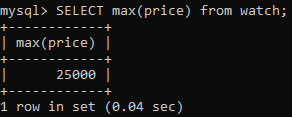 mysql> SELECT max(price) from watch;
+------------+
| max(price) |
+------------+
|      25000 |
+------------+
1 row in set (0.04 sec)